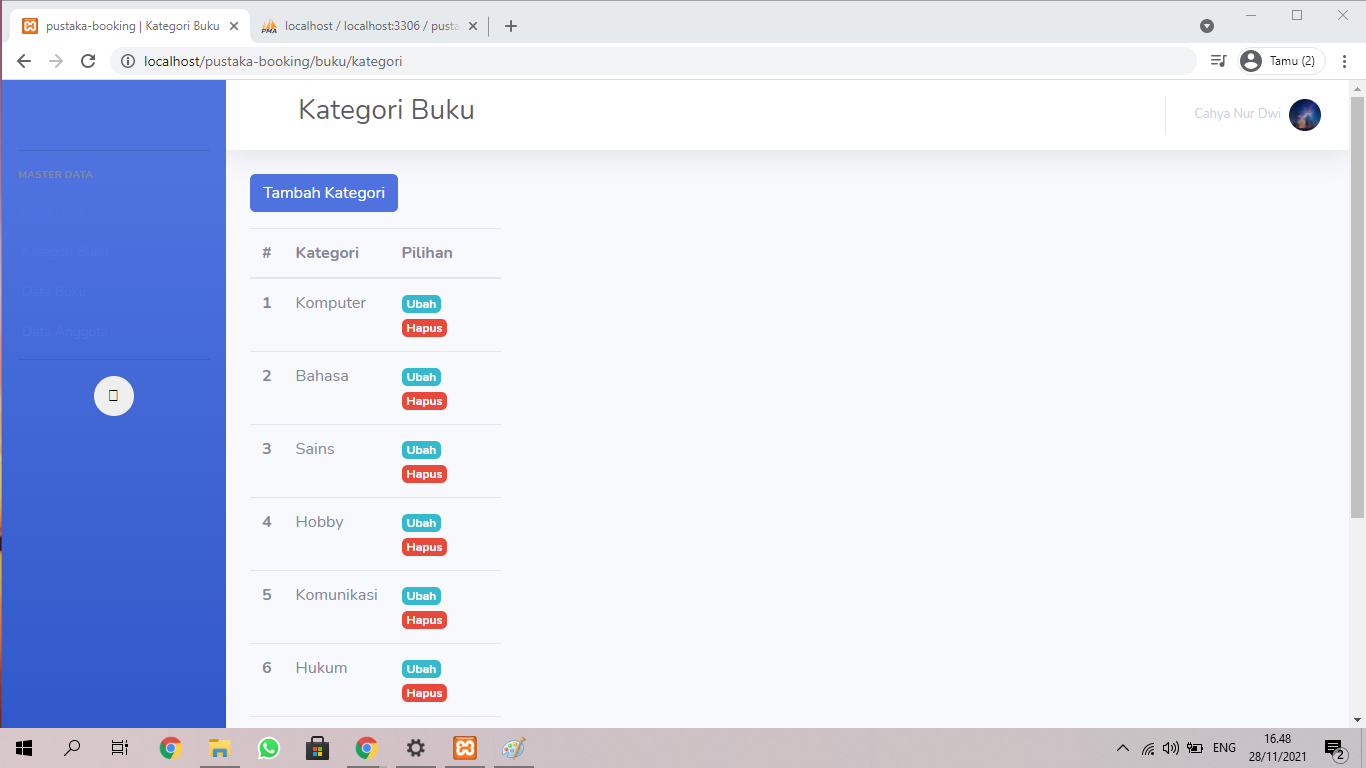 pustaka-booking | Kategori Buku
localhost / localhost:3306 / pusta
localhost/pustaka-booking/buku/kategori
Tamu (2)
Kategori Buku
Cahya Nur Dwi
MASTER DATA
Kategori Buku
Data Buku
Data Anggota
Tambah Kategori
# Kategori Pilihan
1 Komputer Ubah
Hapus
2 Bahasa Ubah
Hapus
3 Sains Ubah
Hapus
4 Hobby Ubah
Hapus
5 Komunikasi Ubah
Hapus
6 Hukum Ubah
Hapus
ENG
16.48
28/11/2021
2